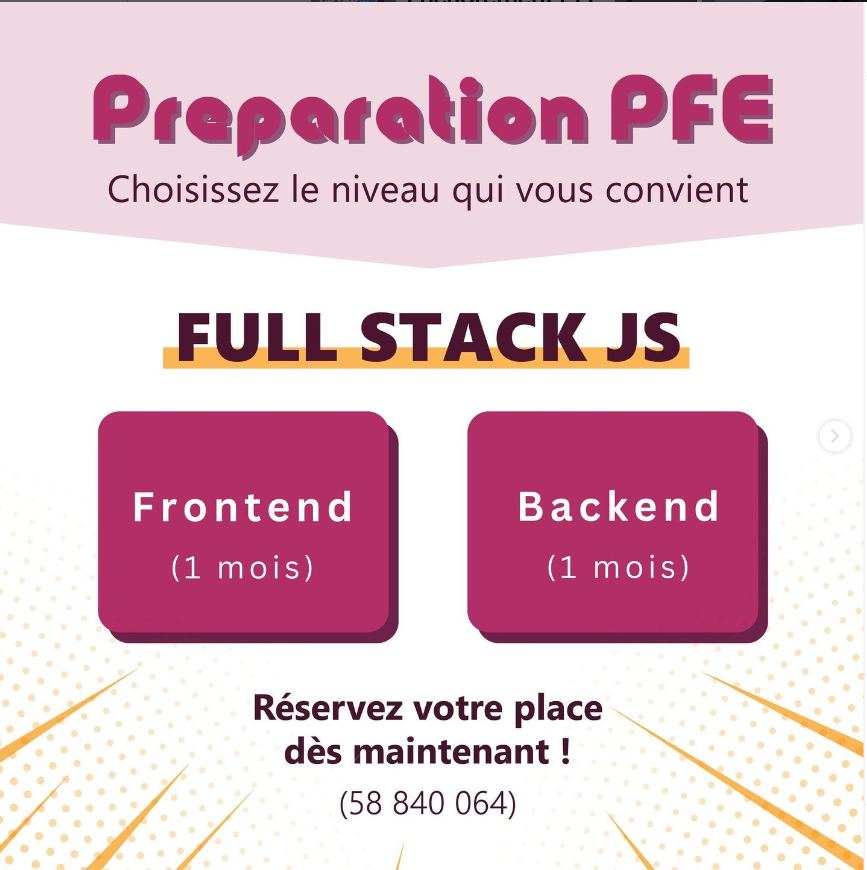 Preparation PFE
Choisissez le niveau qui vous convient
FULL STACK JS
Frontend
(1 mois)
Backend
(1 mois)
Réservez votre place
dès maintenant !
(58 840 064)